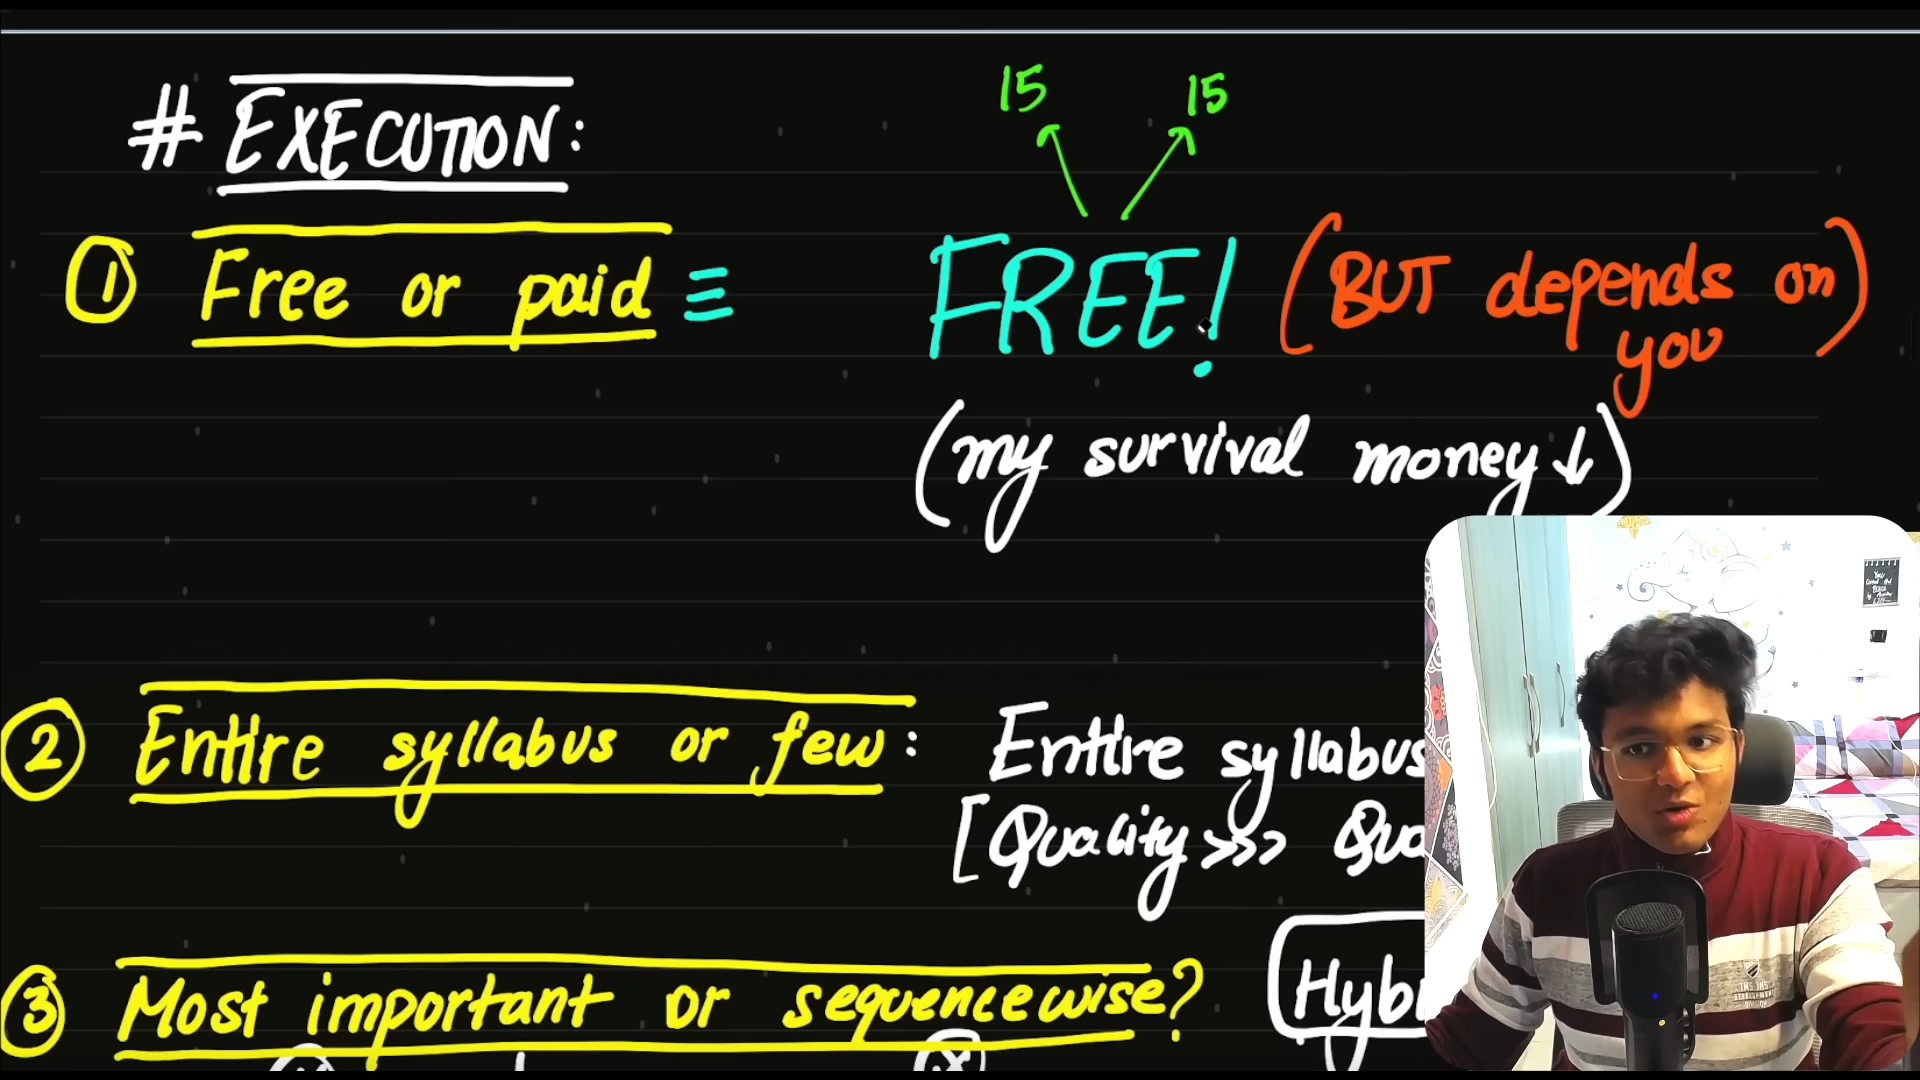 15 15
# EXECUTION:
① Free or paid ≡ FREE! (BUT depends on you)
(my survival money ↓)
② Entire syllabus or few : Entire syllabus
[Quality >>>
③ Most important or sequencewise?